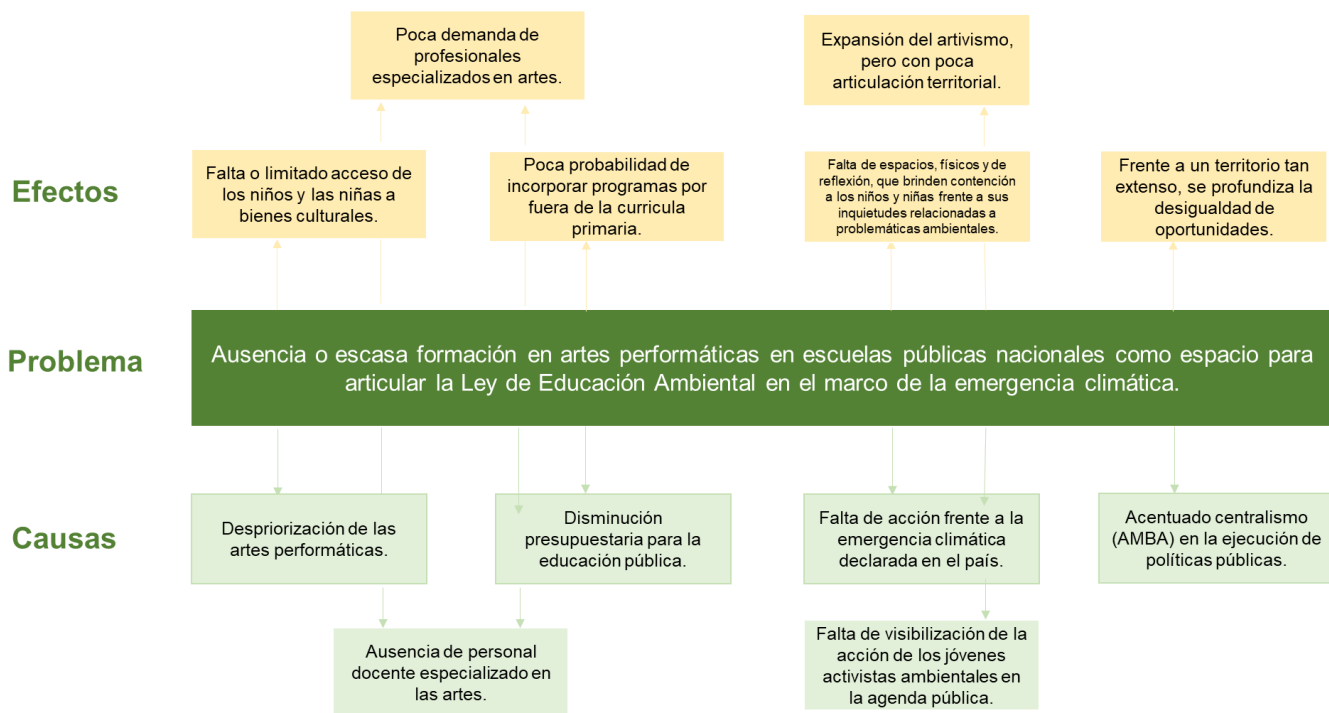 Poca demanda de
profesionales
especializados en artes.
Expansión del artivismo,
pero con poca
articulación territorial.
Efectos
Falta o limitado acceso de
los niños y las niñas a
bienes culturales.
Poca probabilidad de
incorporar programas por
fuera de la curricula
primaria.
Falta de espacios, físicos y de
reflexión, que brinden contención
a los niños y niñas frente a sus
inquietudes relacionadas a
problemáticas ambientales.
Frente a un territorio tan
extenso, se profundiza la
desigualdad de
oportunidades.
Problema
Ausencia o escasa formación en artes performáticas en escuelas públicas nacionales como espacio para
articular la Ley de Educación Ambiental en el marco de la emergencia climática.
Causas
Despriorización de las
artes performáticas.
Disminución
presupuestaria para la
educación pública.
Falta de acción frente a la
emergencia climática
declarada en el país.
Acentuado centralismo
(AMBA) en la ejecución de
políticas públicas.
Ausencia de personal
docente especializado en
las artes.
Falta de visibilización de la
acción de los jóvenes
activistas ambientales en
la agenda pública.